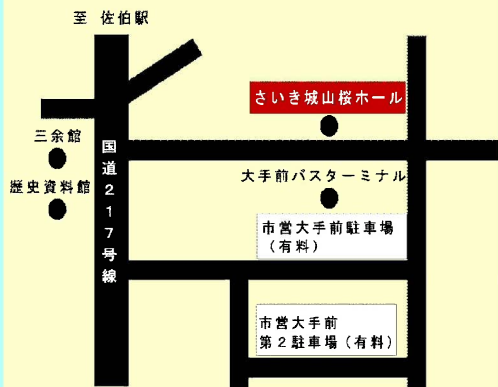 至 佐伯駅
さいき城山桜ホール
三余館
国道217号線
大手前バスターミナル
歴史資料館
市営大手前駐車場
（有料）
市営大手前
第2駐車場（有料）